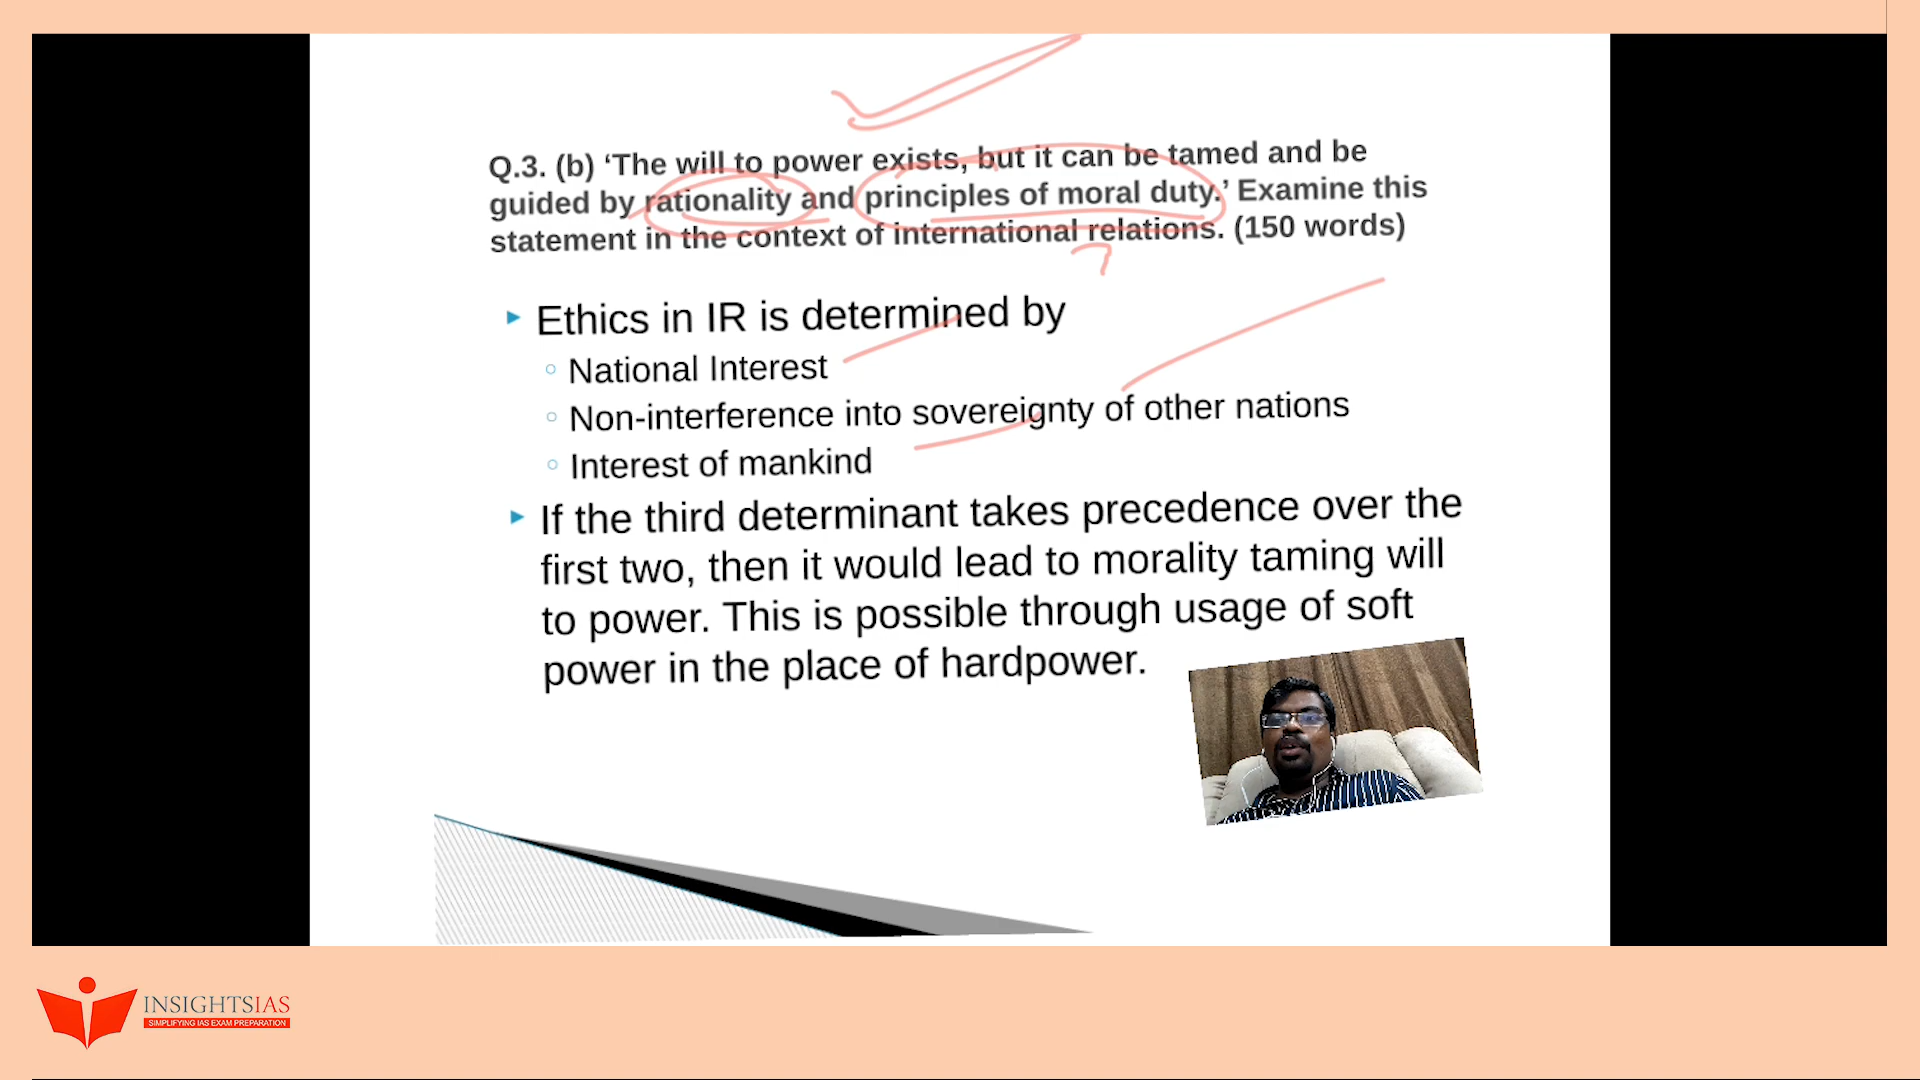 Q.3. (b) ‘The will to power exists, but it can be tamed and be
guided by rationality and principles of moral duty.’ Examine this
statement in the context of international relations. (150 words)
Ethics in IR is determined by
National Interest
Non-interference into sovereignty of other nations
Interest of mankind
If the third determinant takes precedence over the
first two, then it would lead to morality taming will
to power. This is possible through usage of soft
power in the place of hardpower.
INSIGHTSIAS
SIMPLIFYING IAS EXAM PREPARATION